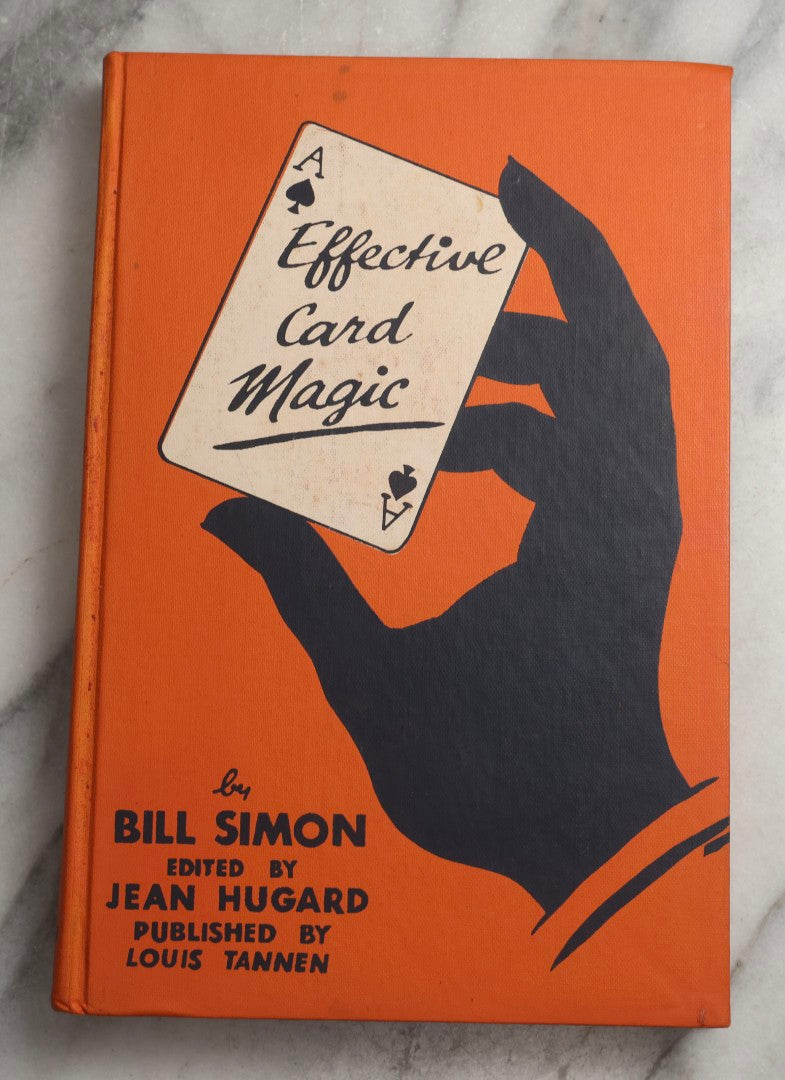 A
Effective
Card
Magic
A
by
BILL SIMON
EDITED BY
JEAN HUGARD
PUBLISHED BY
LOUIS TANNEN